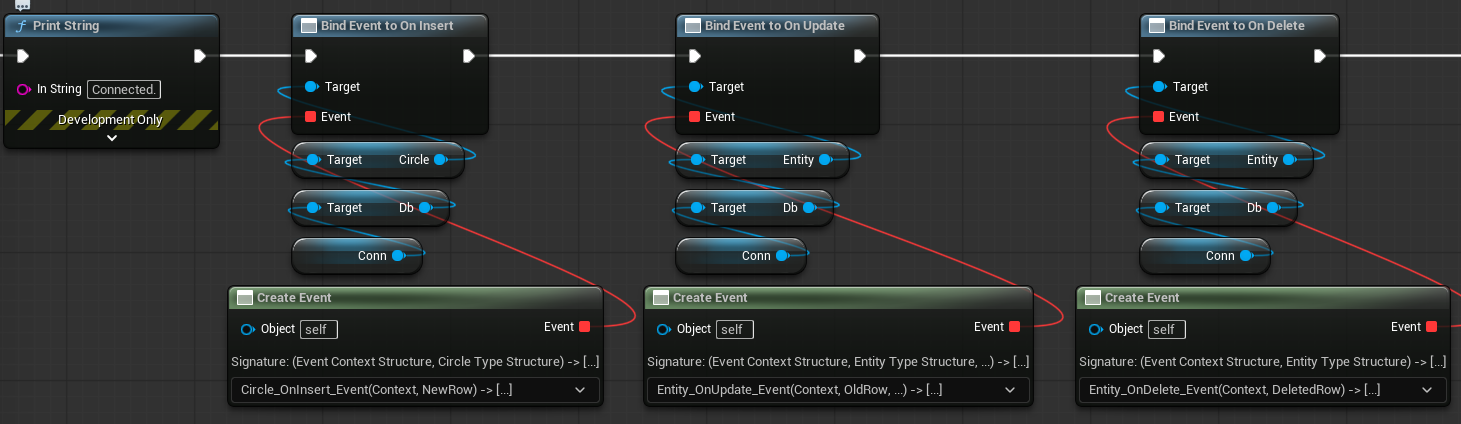 Print String
In String Connected.
Development Only
Bind Event to On Insert
Target
Event
Target Circle
Target Db
Conn
Create Event
Object self Event
Signature: (Event Context Structure, Circle Type Structure) -> [...]
Circle_OnInsert_Event(Context, NewRow) -> [...]
Bind Event to On Update
Target
Event
Target Entity
Target Db
Conn
Create Event
Object self Event
Signature: (Event Context Structure, Entity Type Structure, ...) -> [...]
Entity_OnUpdate_Event(Context, OldRow, ...) -> [...]
Bind Event to On Delete
Target
Event
Target Entity
Target Db
Conn
Create Event
Object self Event
Signature: (Event Context Structure, Entity Type Structure) -> [...]
Entity_OnDelete_Event(Context, DeletedRow) -> [...]